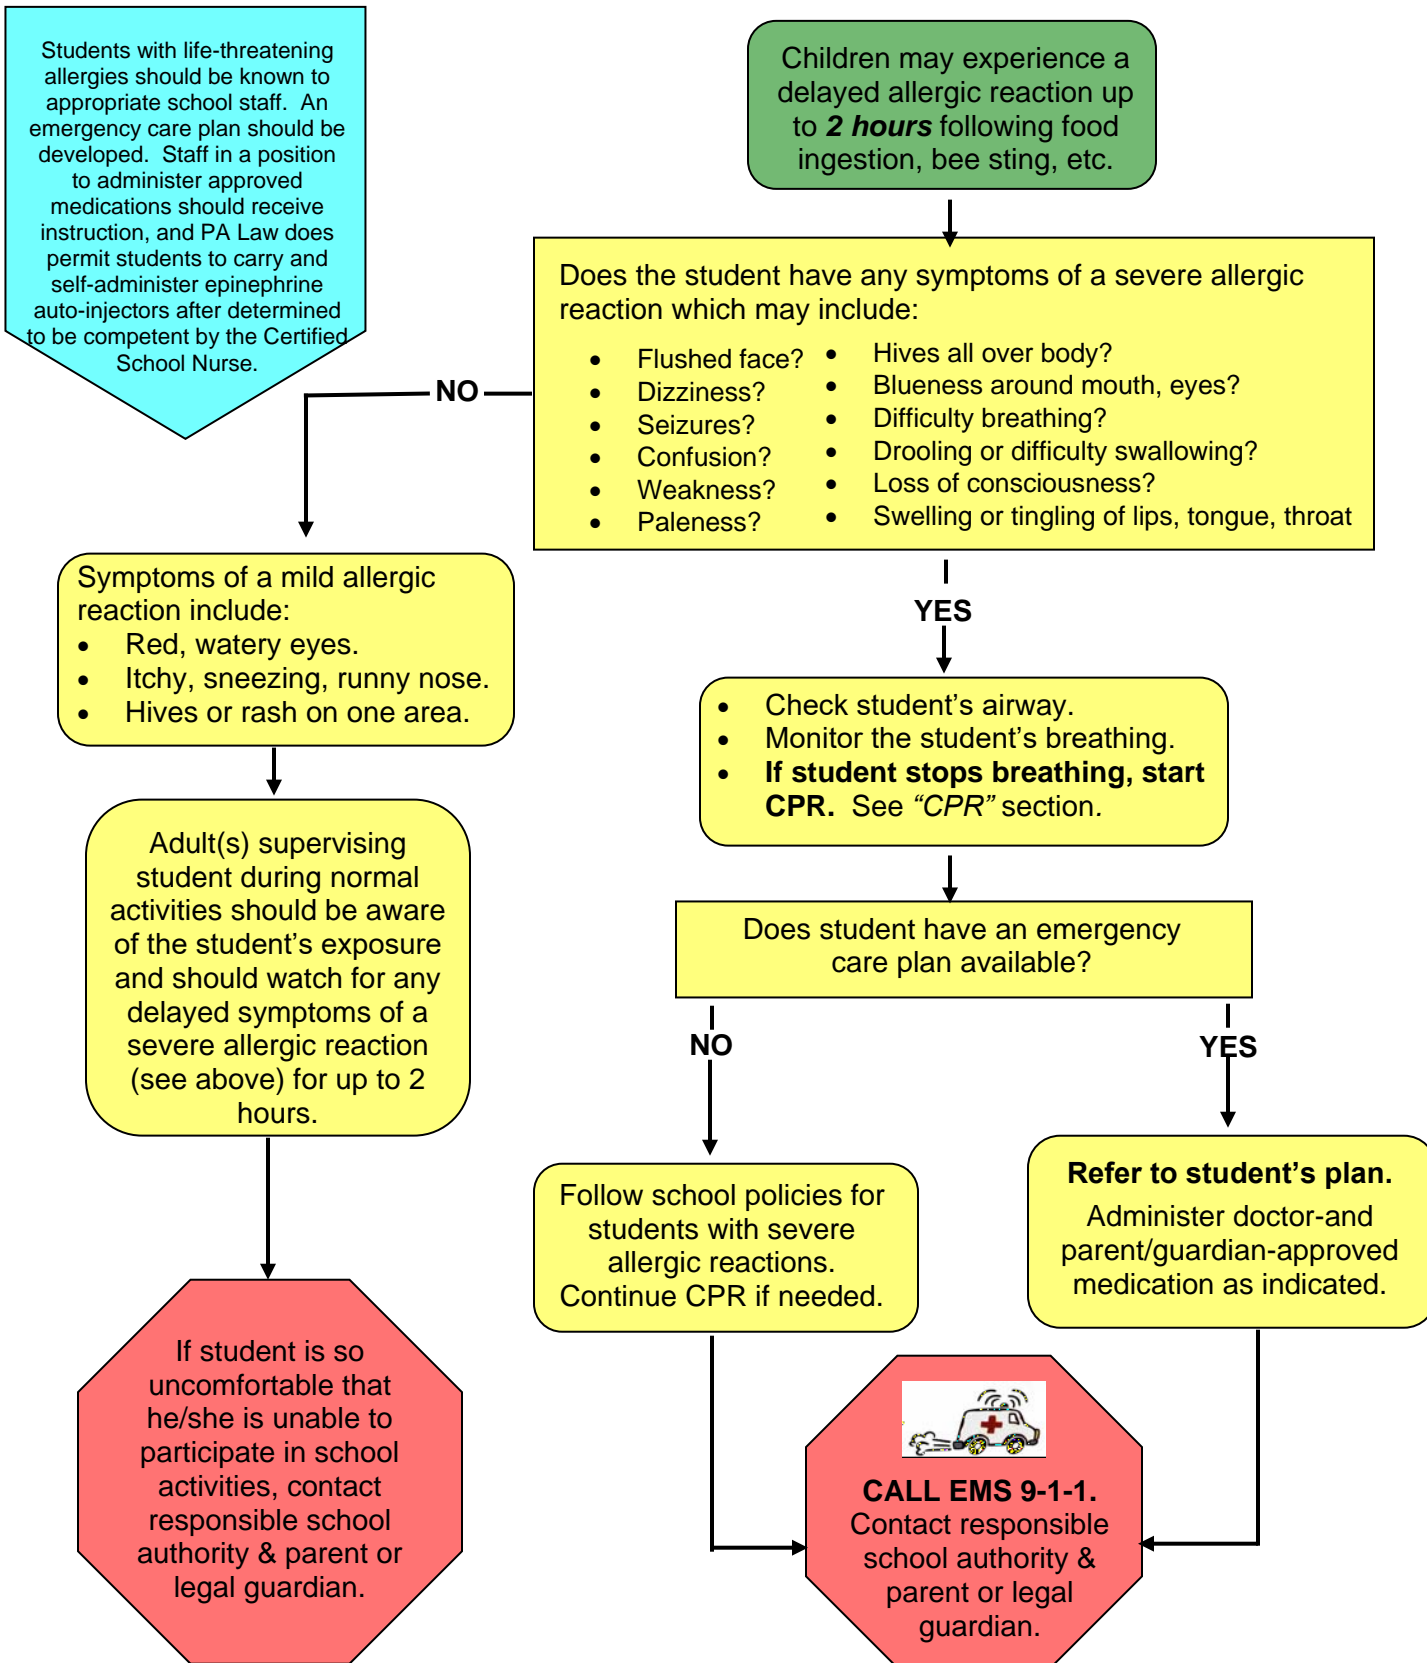 Students with life-threatening
allergies should be known to
appropriate school staff.  An
emergency care plan should be
developed.  Staff in a position
to administer approved
medications should receive
instruction, and PA Law does
permit students to carry and
self-administer epinephrine
auto-injectors after determined
to be competent by the Certified
School Nurse.
Children may experience a
delayed allergic reaction up
to 2 hours following food
ingestion, bee sting, etc.
Does the student have any symptoms of a severe allergic
reaction which may include:
• Flushed face?
• Dizziness?
• Seizures?
• Confusion?
• Weakness?
• Paleness?
• Hives all over body?
• Blueness around mouth, eyes?
• Difficulty breathing?
• Drooling or difficulty swallowing?
• Loss of consciousness?
• Swelling or tingling of lips, tongue, throat
NO
Symptoms of a mild allergic
reaction include:
• Red, watery eyes.
• Itchy, sneezing, runny nose.
• Hives or rash on one area.
Adult(s) supervising
student during normal
activities should be aware
of the student’s exposure
and should watch for any
delayed symptoms of a
severe allergic reaction
(see above) for up to 2
hours.
If student is so
uncomfortable that
he/she is unable to
participate in school
activities, contact
responsible school
authority & parent or
legal guardian.
YES
• Check student’s airway.
• Monitor the student’s breathing.
• If student stops breathing, start
CPR.  See “CPR” section.
Does student have an emergency
care plan available?
NO
YES
Follow school policies for
students with severe
allergic reactions.
Continue CPR if needed.
Refer to student’s plan.
Administer doctor-and
parent/guardian-approved
medication as indicated.
CALL EMS 9-1-1.
Contact responsible
school authority &
parent or legal
guardian.